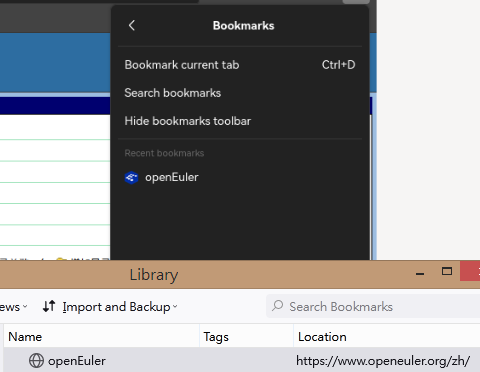 Bookmarks
Bookmark current tab Ctrl+D
Search bookmarks
Hide bookmarks toolbar
Recent bookmarks
openEuler
Library
ews Import and Backup Search Bookmarks
Name Tags Location
openEuler https://www.openeuler.org/zh/